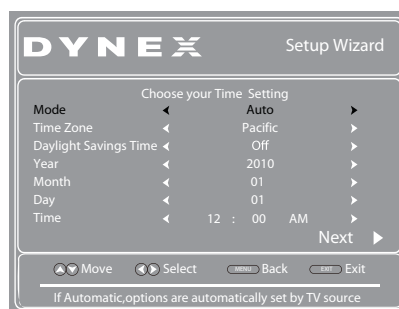 DYNEX Setup Wizard
Choose your Time Setting
Mode Auto
Time Zone Pacific
Daylight Savings Time Off
Year 2010
Month 01
Day 01
Time 12 : 00 AM
Next
Move Select MENU Back EXIT Exit
If Automatic,options are automatically set by TV source